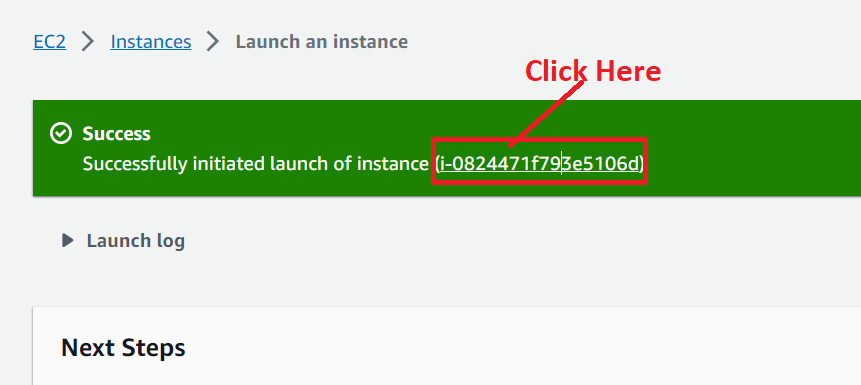 EC2 > Instances > Launch an instance
Click Here
Success
Successfully initiated launch of instance (i-0824471f793e5106d)
Launch log
Next Steps